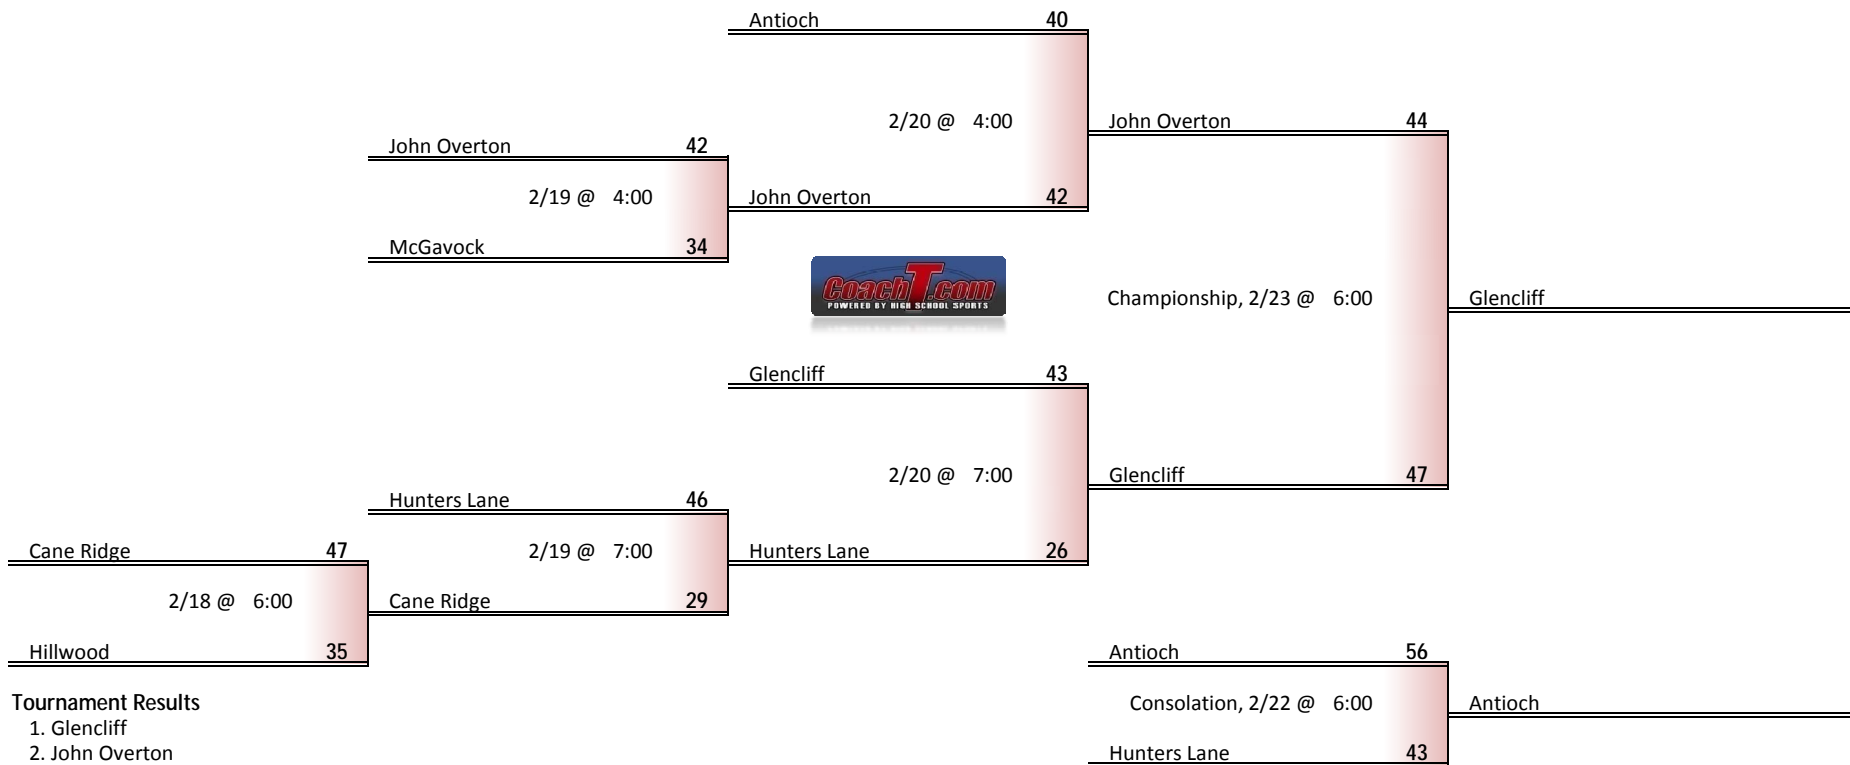 Antioch 40
2/20 @ 4:00
John Overton 44
John Overton 42
2/19 @ 4:00
John Overton 42
McGavock 34
CoachT.com
POWERED BY HIGH SCHOOL SPORTS
Championship, 2/23 @ 6:00
Glencliff
Glencliff 43
2/20 @ 7:00
Glencliff 47
Hunters Lane 46
Cane Ridge 47
2/19 @ 7:00
Hunters Lane 26
2/18 @ 6:00
Cane Ridge 29
Hillwood 35
Antioch 56
Tournament Results
Consolation, 2/22 @ 6:00
Antioch
1. Glencliff
2. John Overton
Hunters Lane 43